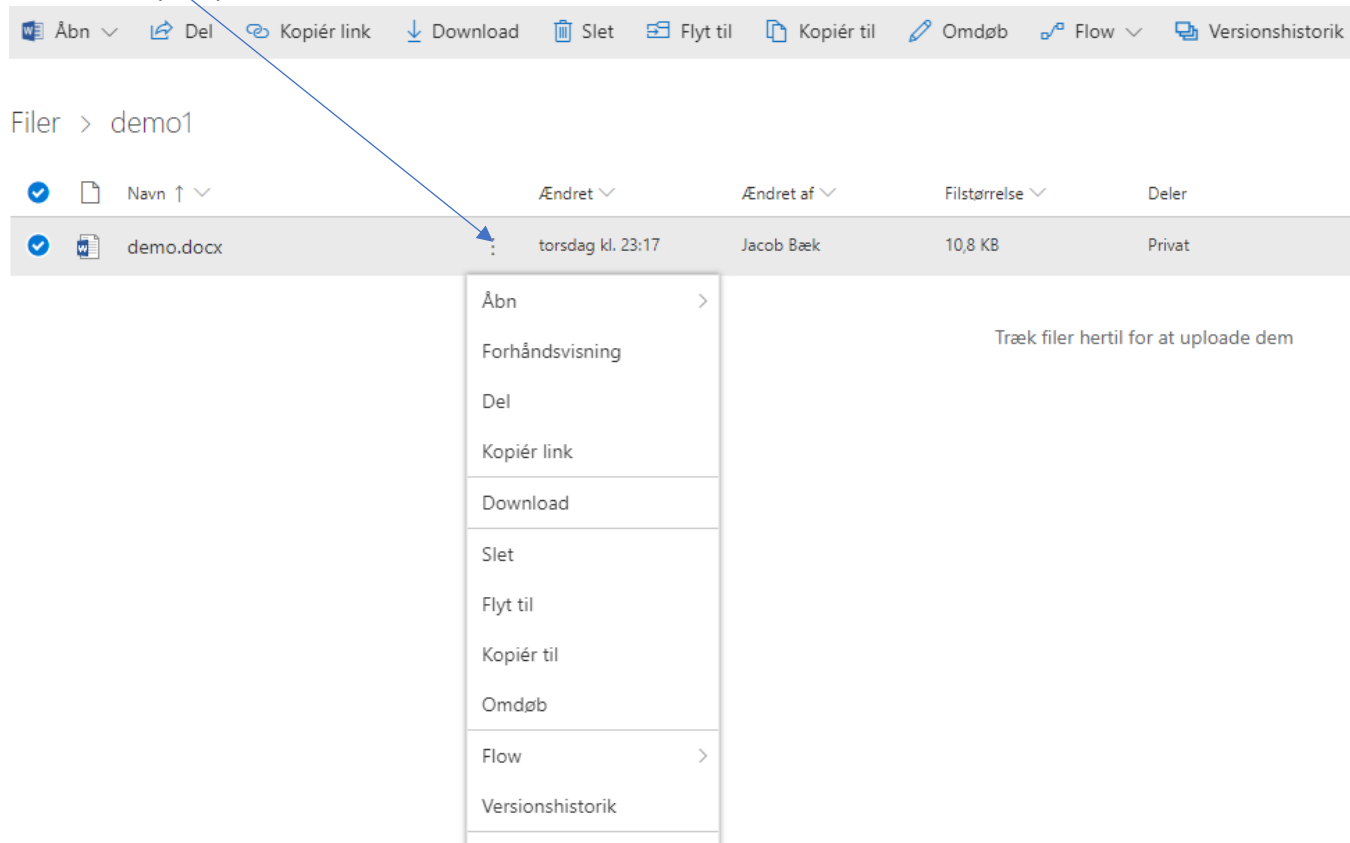 Åbn Del Kopiér link Download Slet Flyt til Kopiér til Omdøb Flow Versionshistorik
Filer > demo1
Navn ↑ Ændret Ændret af Filstørrelse Deler
demo.docx ⋮ torsdag kl. 23:17 Jacob Bæk 10,8 KB Privat
Træk filer hertil for at uploade dem
Åbn
Forhåndsvisning
Del
Kopiér link
Download
Slet
Flyt til
Kopiér til
Omdøb
Flow
Versionshistorik